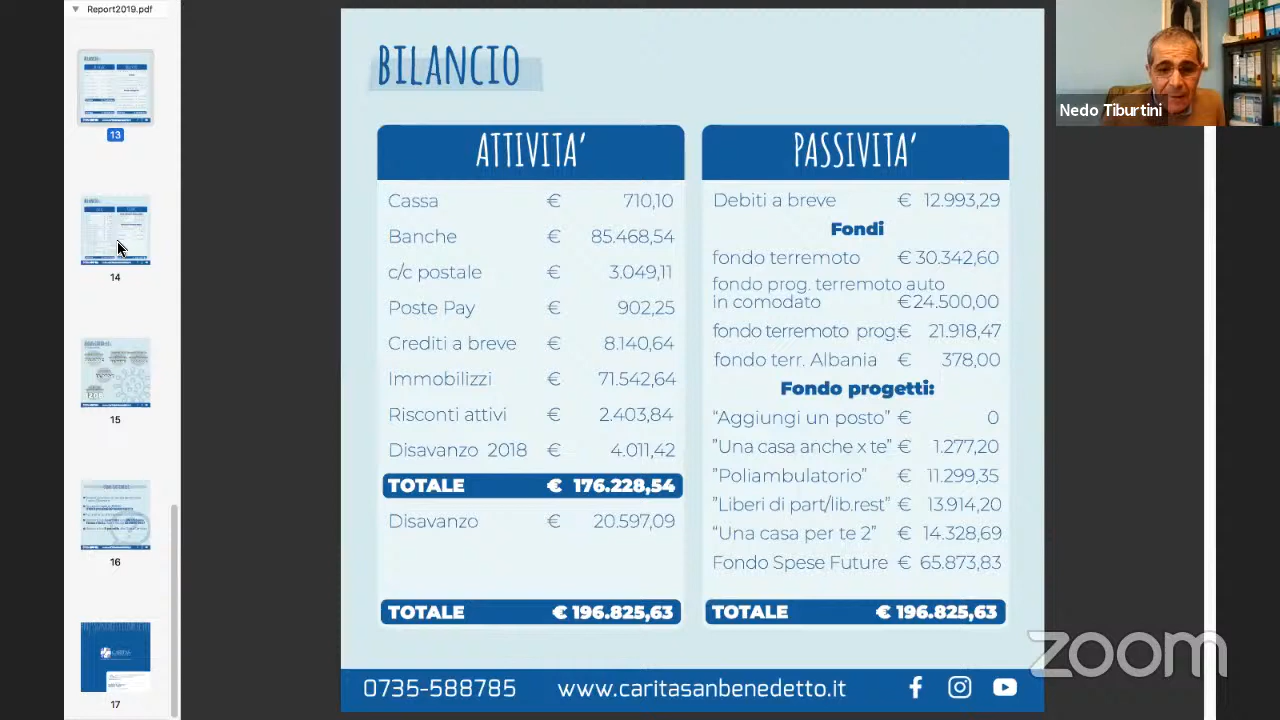 Report2019.pdf
13
14
15
16
17
BILANCIO
ATTIVITA’
Cassa € 710,10
Banche € 85.468,54
c/c postale € 3.049,11
Poste Pay € 902,25
Crediti a breve € 8.140,64
Immobilizzi € 71.542,64
Risconti attivi € 2.403,84
Disavanzo 2018 € 4.011,42
TOTALE € 176.228,54
Disavanzo € 20.597,09
TOTALE € 196.825,63
PASSIVITA’
Debiti a breve € 12.993,29
Fondi
fondo terremoto € 30.342,60
fondo prog. terremoto auto
in comodato €24.500,00
fondo terremoto prog.€ 21.918,47
fondo terr. Albania € 378,00
Fondo progetti:
“Aggiungi un posto” € 0
”Una casa anche x te” € 1.277,20
”Poliambulatorio” € 11.299,35
“Liberi di part/lib.rest” € 13.914,20
“Una casa per te 2” € 14.328,69
Fondo Spese Future € 65.873,83
TOTALE € 196.825,63
0735-588785 www.caritasanbenedetto.it
Nedo Tiburtini
zoom